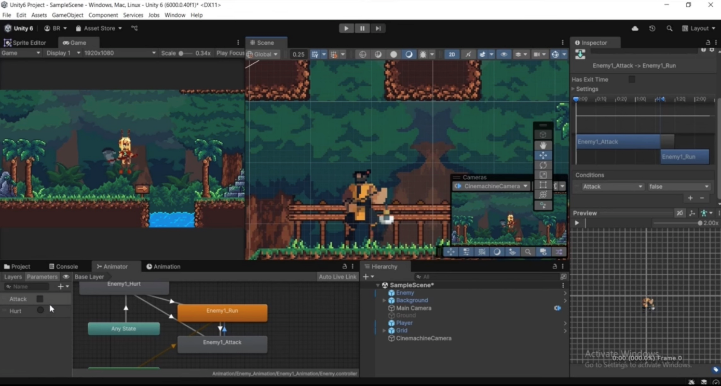 Unity6 Project - SampleScene - Windows, Mac, Linux - Unity 6 (6000.0.40f1)* <DX11>
File Edit Assets GameObject Component Services Jobs Window Help
Unity 6 BR Asset Store Layout
Sprite Editor Game Scene Inspector
Game Display 1 1920x1080 Scale 0.34x Play Focus Global 0.25
Enemy1_Attack -> Enemy1_Run
Has Exit Time
Settings
Enemy1_Attack
Enemy1_Run
Conditions
Attack false
Cameras
CinemachineCamera
Preview
2.00x
Project Console Animator Animation Hierarchy
Layers Parameters Base Layer Auto Live Link
Name
All
Attack
Hurt
Enemy1_Hurt
Enemy1_Run
Any State
Enemy1_Attack
SampleScene*
Enemy
Background
Main Camera
Ground
Player
Grid
CinemachineCamera
Animation/Enemy_Animation/Enemy1_Animation/Enemy.controller
Activate Windows
0:00 (000.0%) Frame 0
Go to Settings to activate Windows.